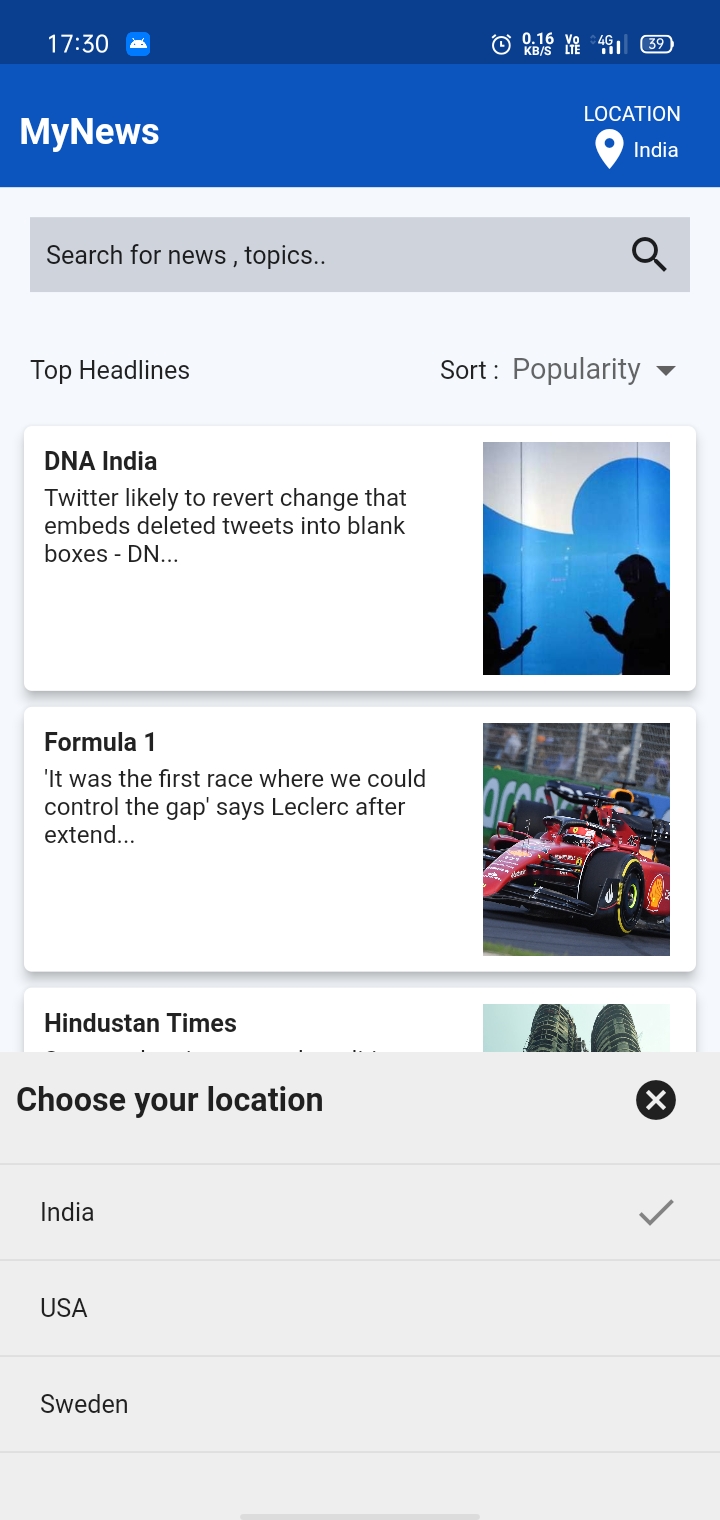 17:30
0.16
KB/S
Vo
LTE
4G
39
MyNews
LOCATION
India
Search for news , topics..
Top Headlines
Sort : Popularity
DNA India
Twitter likely to revert change that
embeds deleted tweets into blank
boxes - DN...
Formula 1
'It was the first race where we could
control the gap' says Leclerc after
extend...
Hindustan Times
Choose your location
India
USA
Sweden